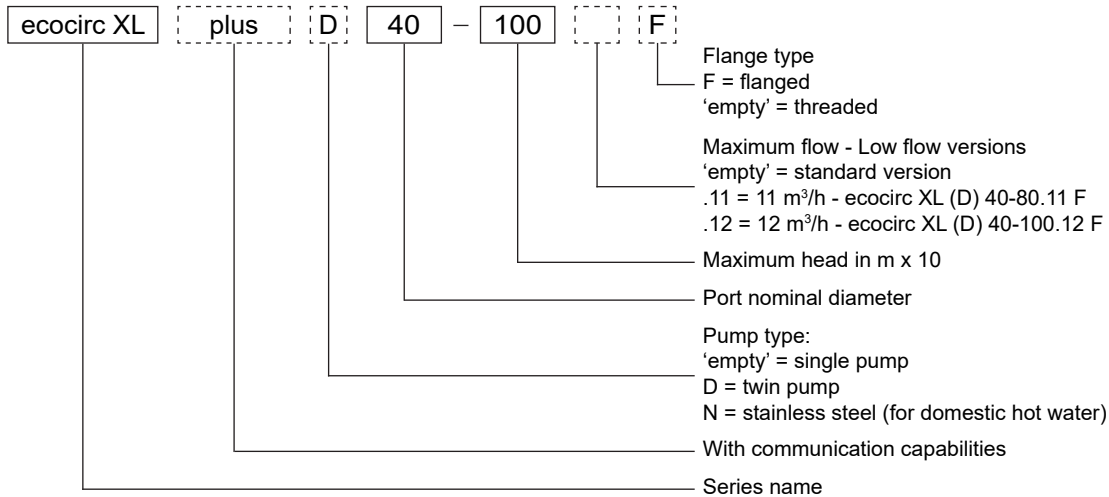 ecocirc XL plus D 40 – 100 F
Flange type
F = flanged
‘empty’ = threaded
Maximum flow - Low flow versions
‘empty’ = standard version
.11 = 11 m³/h - ecocirc XL (D) 40-80.11 F
.12 = 12 m³/h - ecocirc XL (D) 40-100.12 F
Maximum head in m x 10
Port nominal diameter
Pump type:
‘empty’ = single pump
D = twin pump
N = stainless steel (for domestic hot water)
With communication capabilities
Series name